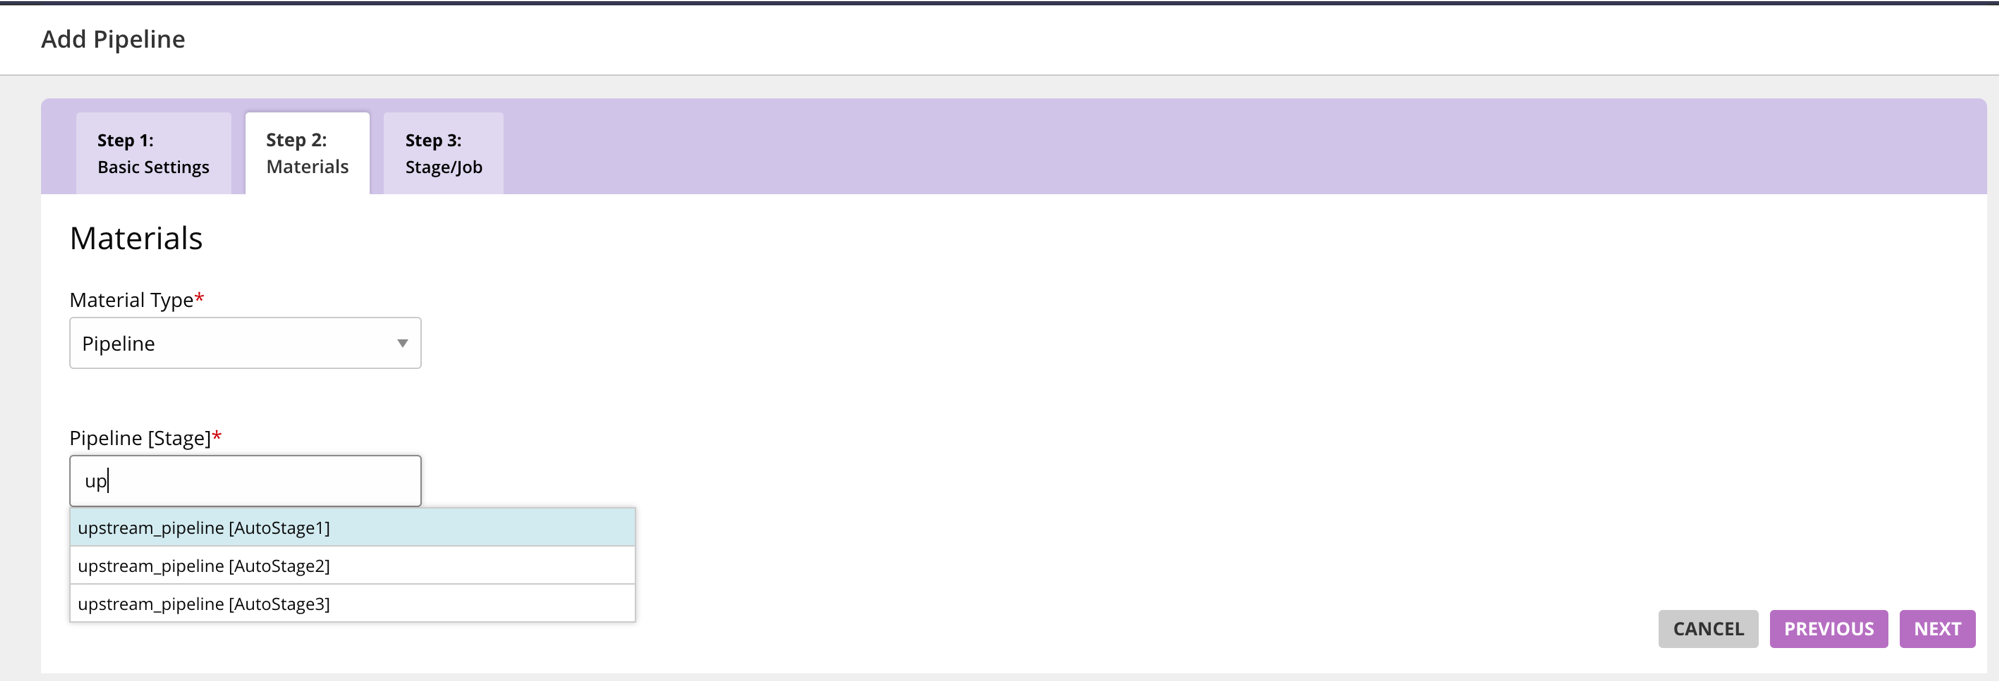 Add Pipeline
Step 1:
Basic Settings
Step 2:
Materials
Step 3:
Stage/Job
Materials
Material Type*
Pipeline
Pipeline [Stage]*
up
upstream_pipeline [AutoStage1]
upstream_pipeline [AutoStage2]
upstream_pipeline [AutoStage3]
CANCEL PREVIOUS NEXT